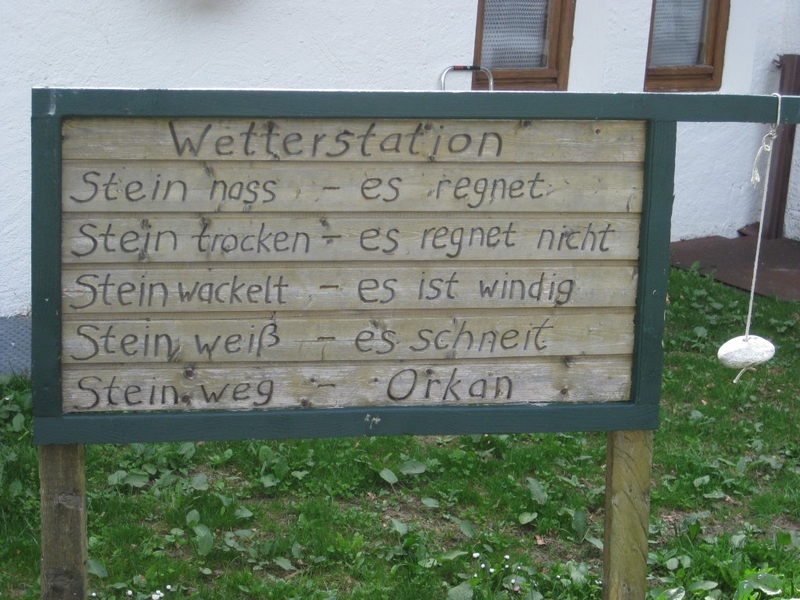 Wetterstation
Stein nass - es regnet
Stein trocken - es regnet nicht
Stein wackelt - es ist windig
Stein weiß - es schneit
Stein weg - Orkan